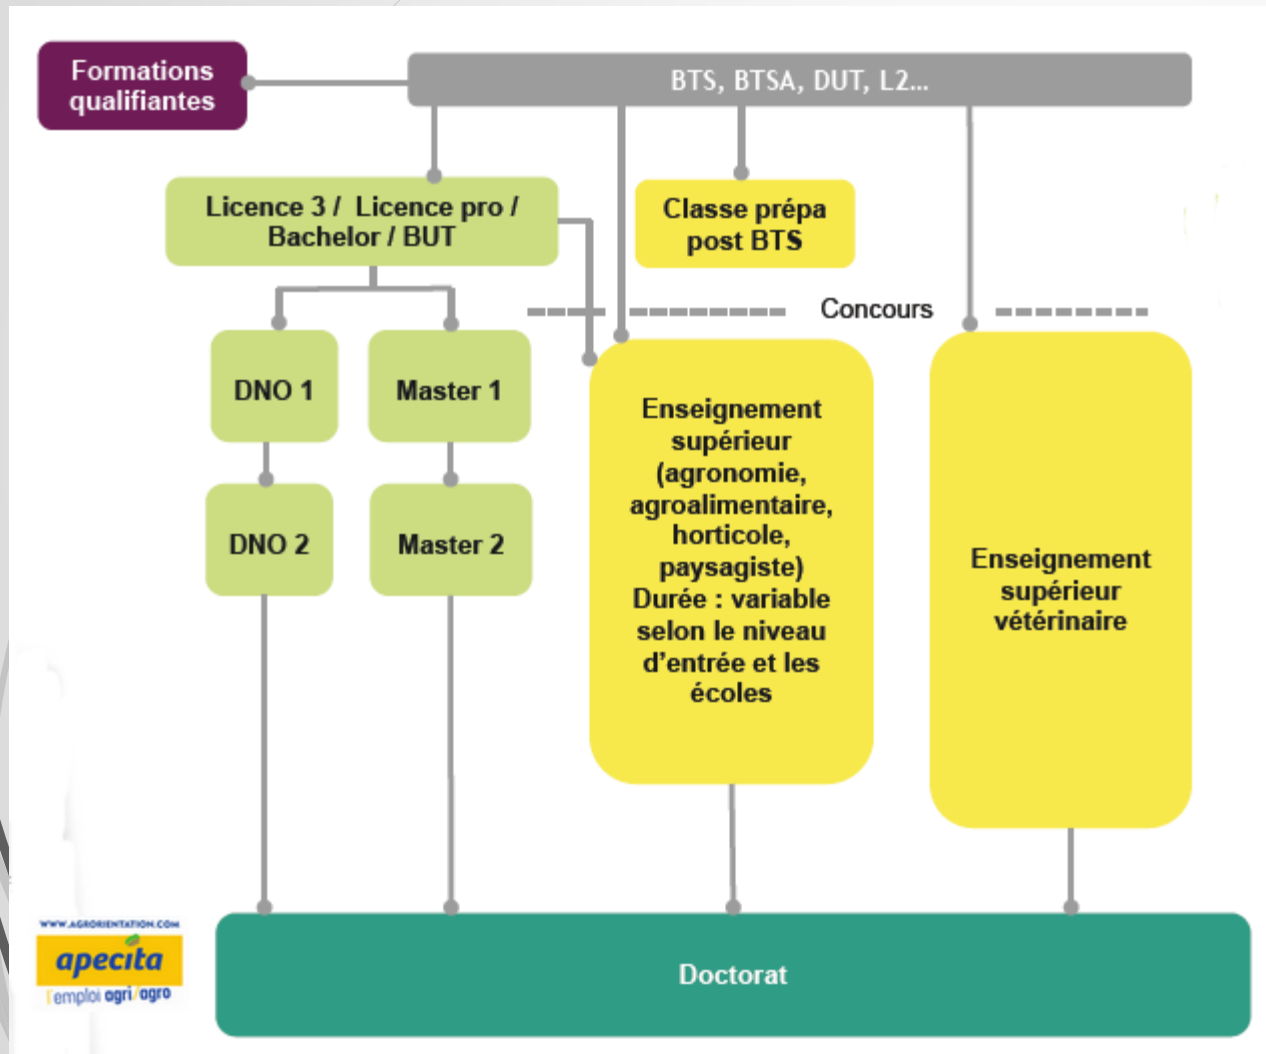 Formations
qualifiantes
BTS, BTSA, DUT, L2...
Licence 3 / Licence pro /
Bachelor / BUT
Classe prépa
post BTS
Concours
DNO 1
Master 1
DNO 2
Master 2
Enseignement
supérieur
(agronomie,
agroalimentaire,
horticole,
paysagiste)
Durée : variable
selon le niveau
d'entrée et les
écoles
Enseignement
supérieur
vétérinaire
Doctorat
WWW.AGRORIENTATION.COM
apecita
l'emploi agri/agro